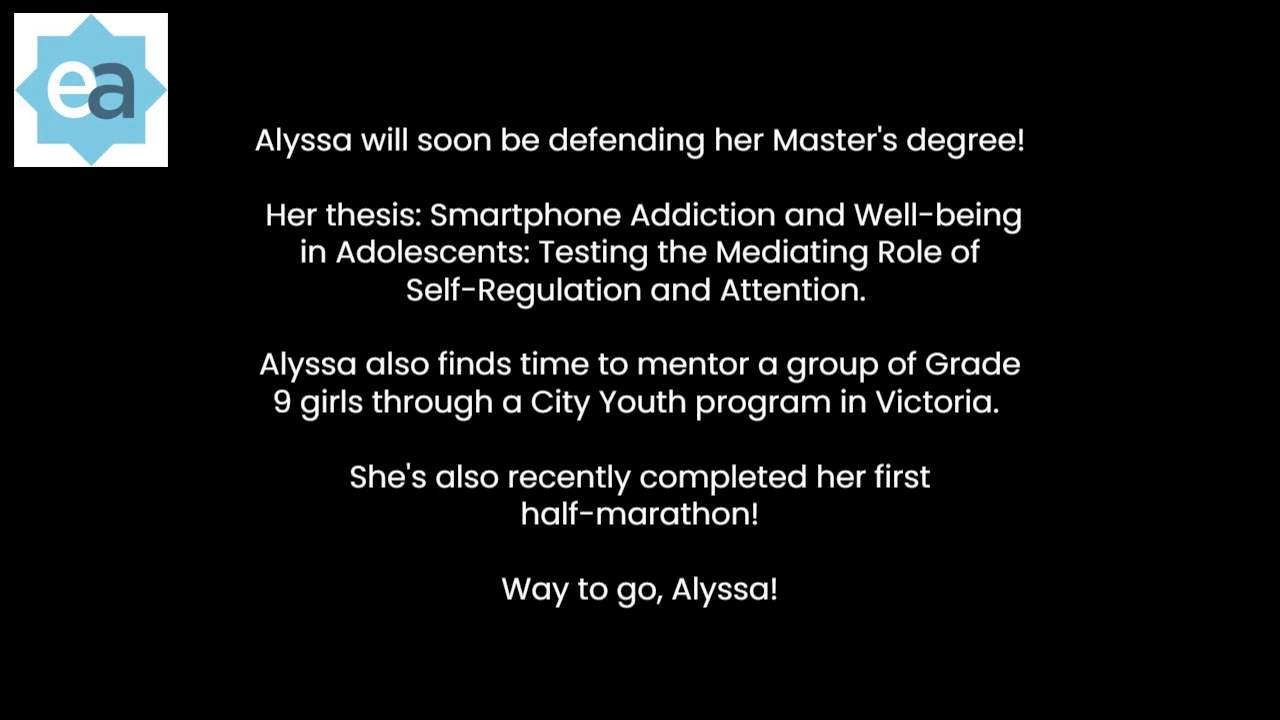 ea
Alyssa will soon be defending her Master's degree!
Her thesis: Smartphone Addiction and Well-being
in Adolescents: Testing the Mediating Role of
Self-Regulation and Attention.
Alyssa also finds time to mentor a group of Grade
9 girls through a City Youth program in Victoria.
She's also recently completed her first
half-marathon!
Way to go, Alyssa!